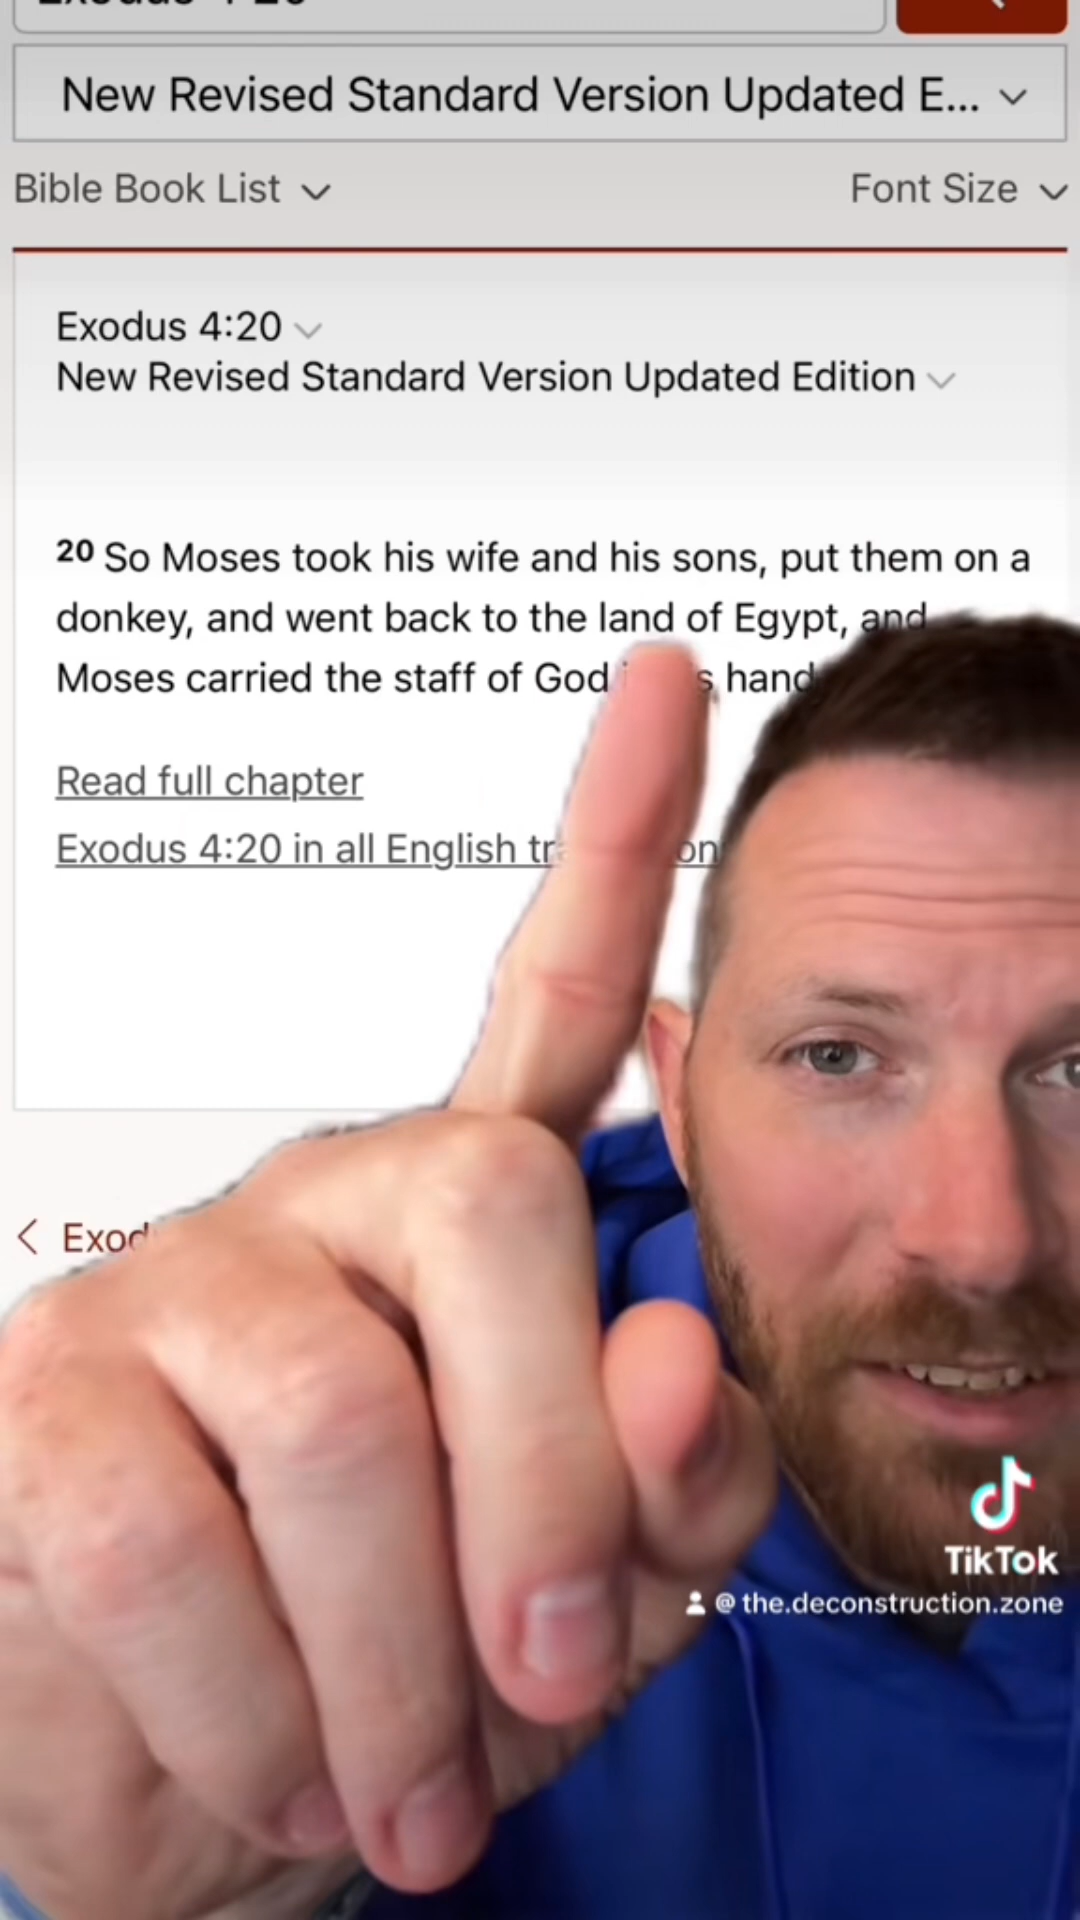 New Revised Standard Version Updated E...
Bible Book List
Font Size
Exodus 4:20
New Revised Standard Version Updated Edition
20 So Moses took his wife and his sons, put them on a
donkey, and went back to the land of Egypt, and
Moses carried the staff of God hand
Read full chapter
Exodus 4:20 in all English
TikTok
@the.deconstruction.zone